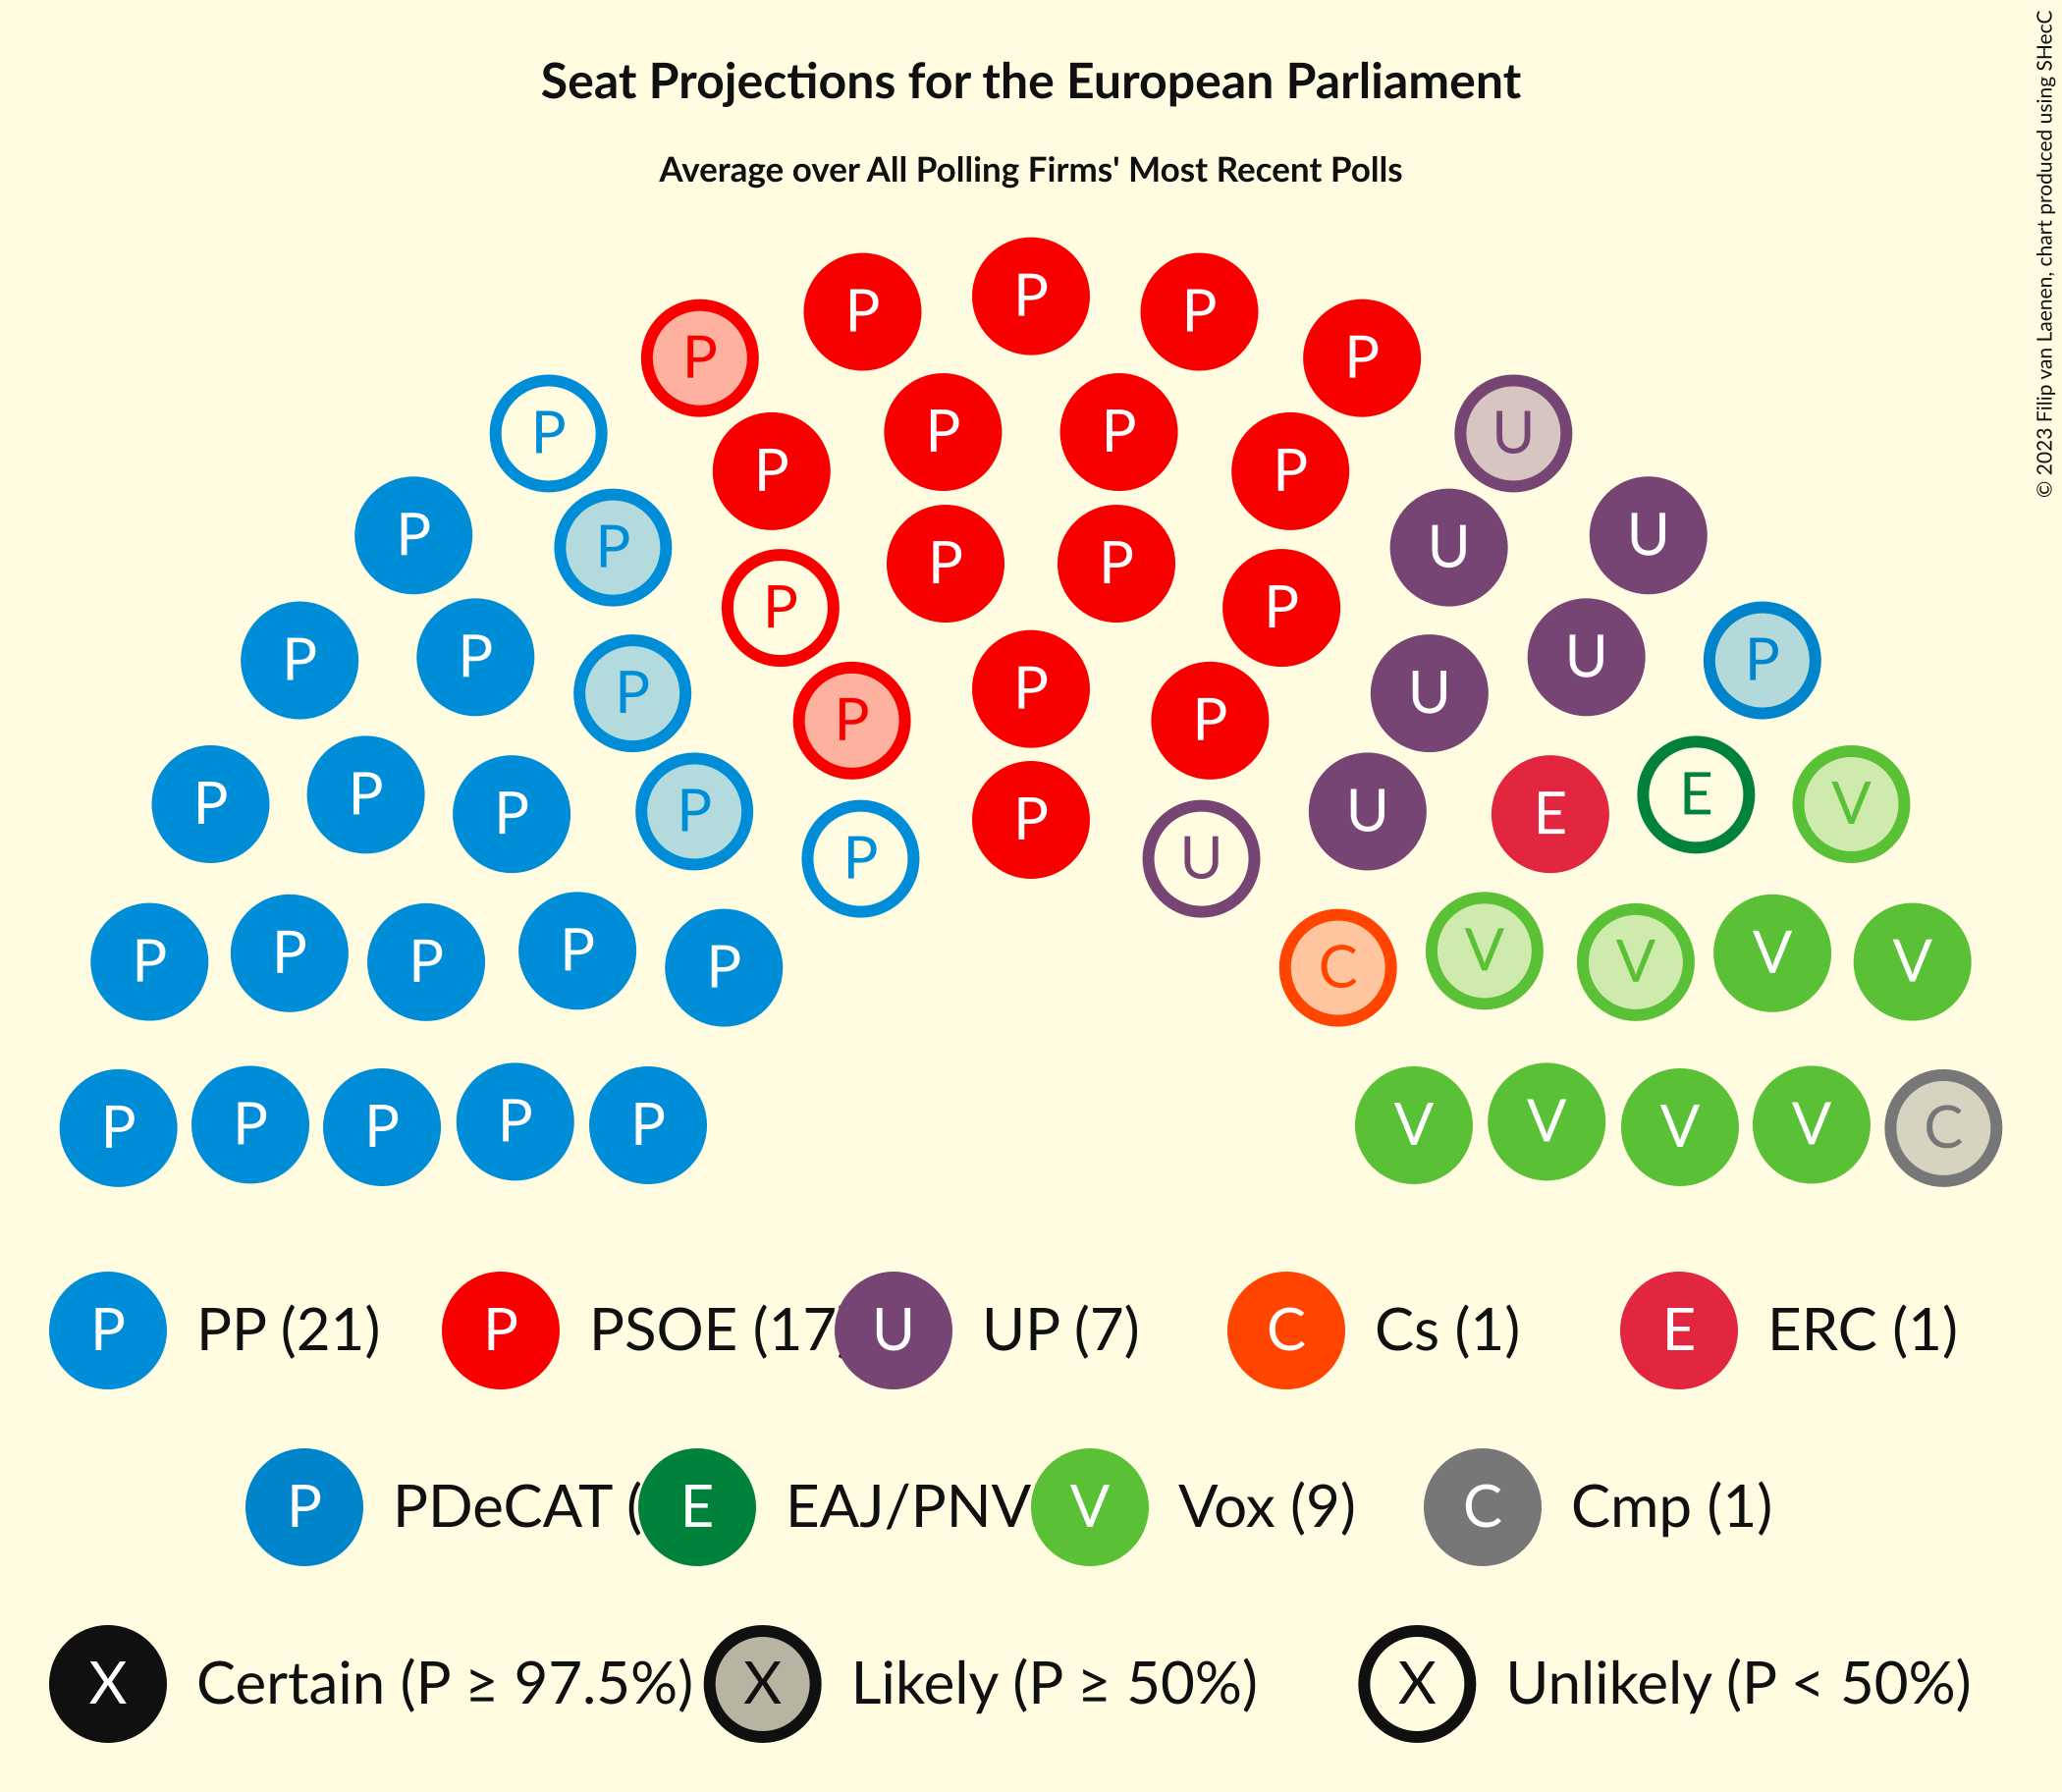 Seat Projections for the European Parliament
Average over All Polling Firms' Most Recent Polls
© 2023 Filip van Laenen, chart produced using SHecC
P
P P
P P
P P P U
P P
P U
P U
P P
P P
P P U P
P P U
P P
P P E V
P P P U E
P U
P P P P P C V V V V
P P P P P V V V V C
P PP (21) P PSOE (17 U UP (7) C Cs (1) E ERC (1)
P PDeCAT ( E EAJ/PNV V Vox (9) C Cmp (1)
X Certain (P ≥ 97.5%) X Likely (P ≥ 50%) X Unlikely (P < 50%)